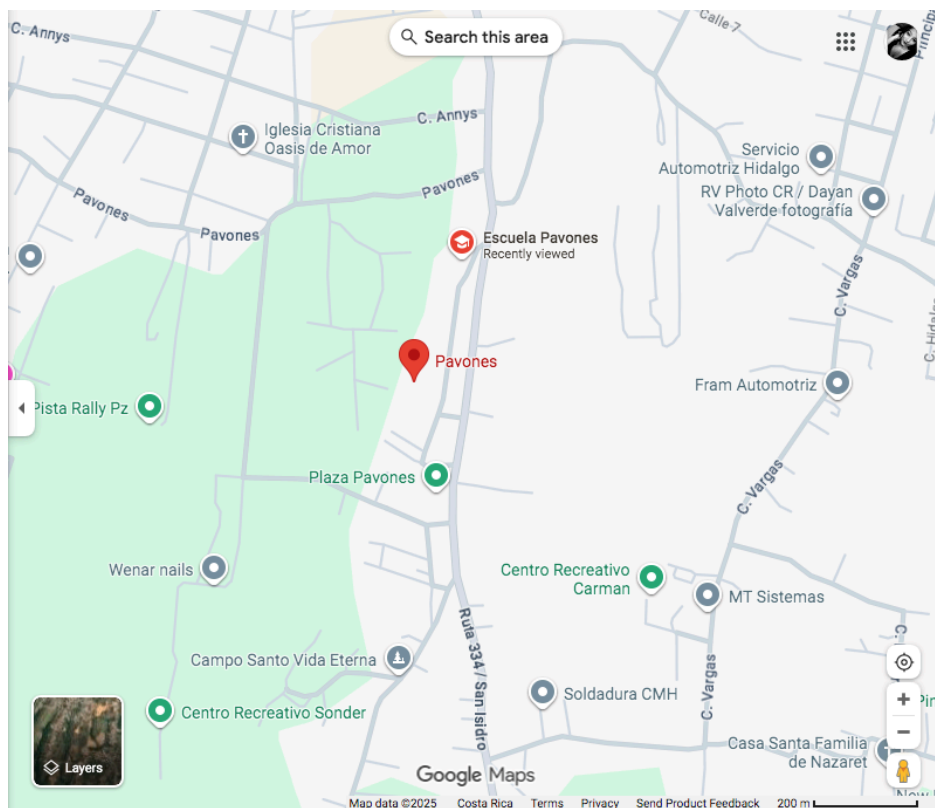 Search this area
Calle 7
C. Annys
C. Annys
C. Annys
Iglesia Cristiana
Oasis de Amor
Servicio
Automotriz Hidalgo
RV Photo CR / Dayan
Valverde fotografía
Pavones
Pavones
Pavones
Escuela Pavones
Recently viewed
C. Vargas
Pavones
Fram Automotriz
Pista Rally Pz
Plaza Pavones
C. Vargas
Wenar nails
Centro Recreativo
Carman
MT Sistemas
Ruta 334 / San Isidro
Campo Santo Vida Eterna
Soldadura CMH
C. Vargas
Centro Recreativo Sonder
Casa Santa Familia
de Nazaret
Layers
Google Maps
Map data ©2025 Costa Rica Terms Privacy Send Product Feedback 200 m